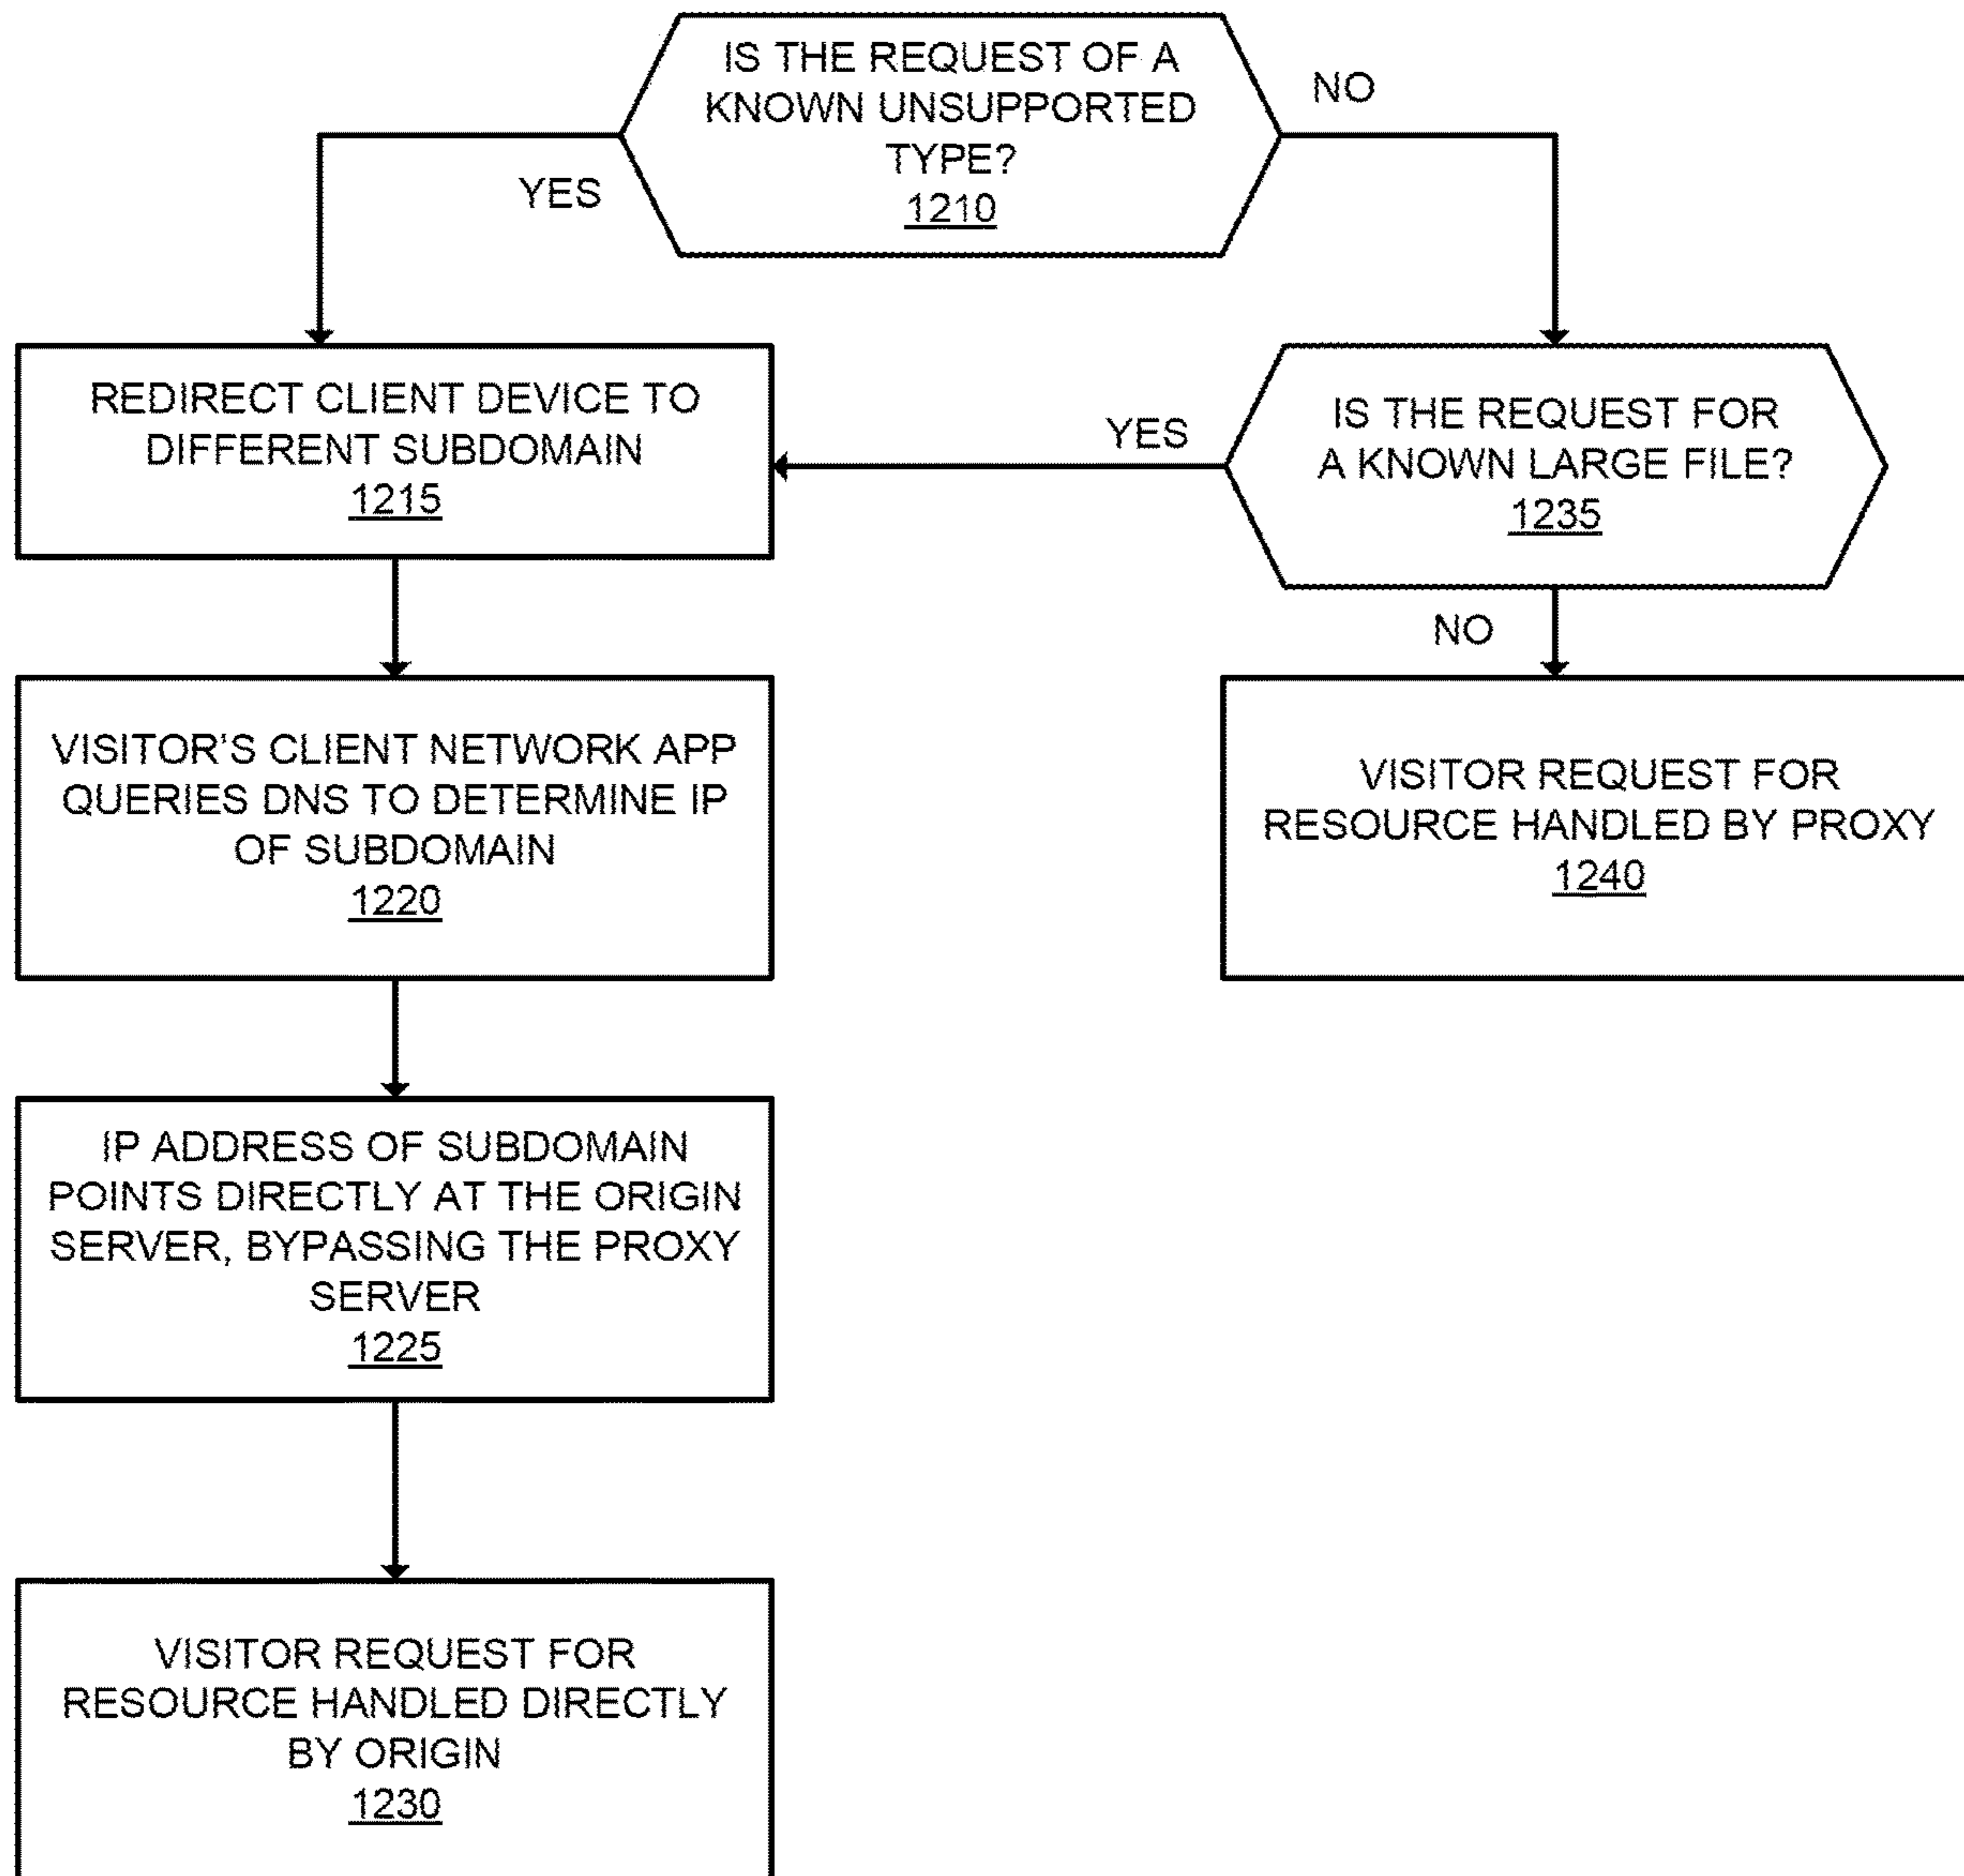 IS THE REQUEST OF A
KNOWN UNSUPPORTED
TYPE?
1210
NO
YES
REDIRECT CLIENT DEVICE TO
DIFFERENT SUBDOMAIN
1215
YES
IS THE REQUEST FOR
A KNOWN LARGE FILE?
1235
NO
VISITOR'S CLIENT NETWORK APP
QUERIES DNS TO DETERMINE IP
OF SUBDOMAIN
1220
VISITOR REQUEST FOR
RESOURCE HANDLED BY PROXY
1240
IP ADDRESS OF SUBDOMAIN
POINTS DIRECTLY AT THE ORIGIN
SERVER, BYPASSING THE PROXY
SERVER
1225
VISITOR REQUEST FOR
RESOURCE HANDLED DIRECTLY
BY ORIGIN
1230